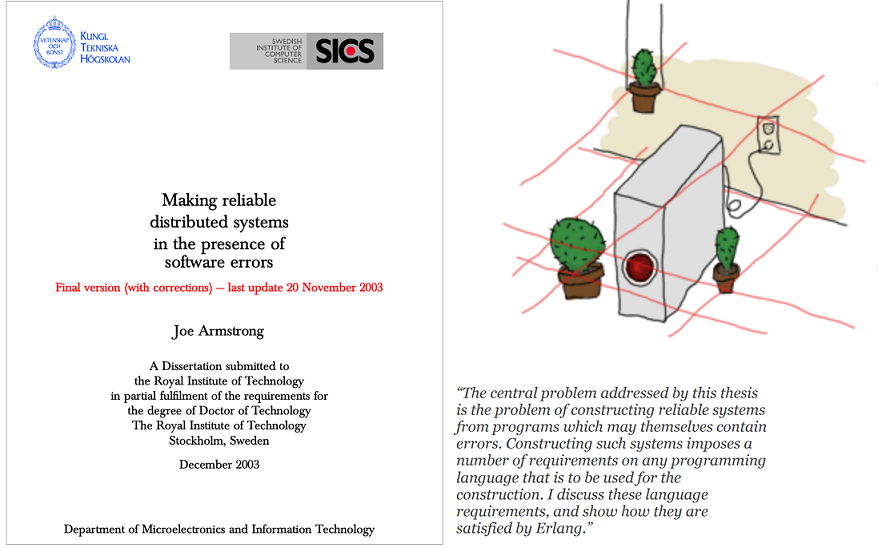 VETENSKAP
OCH
KONST
KUNGL
TEKNISKA
HÖGSKOLAN
SWEDISH
INSTITUTE OF
COMPUTER
SCIENCE
SICS
Making reliable
distributed systems
in the presence of
software errors
Final version (with corrections) — last update 20 November 2003
Joe Armstrong
A Dissertation submitted to
the Royal Institute of Technology
in partial fulfilment of the requirements for
the degree of Doctor of Technology
The Royal Institute of Technology
Stockholm, Sweden
December 2003
Department of Microelectronics and Information Technology
“The central problem addressed by this thesis
is the problem of constructing reliable systems
from programs which may themselves contain
errors. Constructing such systems imposes a
number of requirements on any programming
language that is to be used for the
construction. I discuss these language
requirements, and show how they are
satisfied by Erlang.”